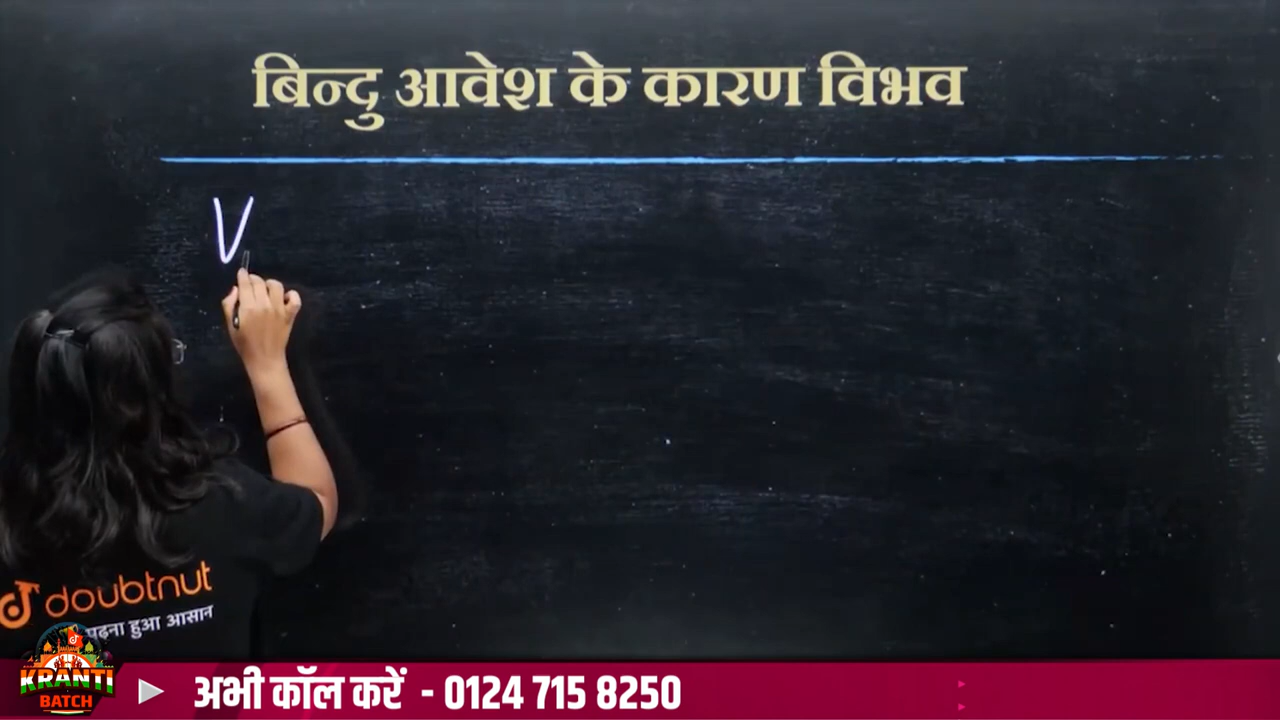 बिन्दु आवेश के कारण विभव
V
doubtnut
पढ़ना हुआ आसान
KRANTI
BATCH
अभी कॉल करें - 0124 715 8250